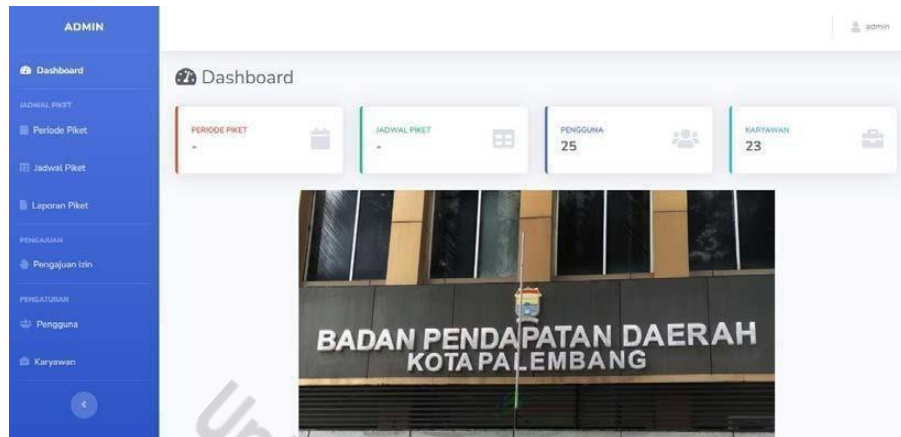 ADMIN
admin
Dashboard
Dashboard
JADWAL PIKET
Periode Piket
Jadwal Piket
Laporan Piket
PENGAJUAN
Pengajuan Izin
PENGATURAN
Pengguna
Karyawan
PERIODE PIKET
-
JADWAL PIKET
-
PENGGUNA
25
KARYAWAN
23
BADAN PENDAPATAN DAERAH
KOTA PALEMBANG